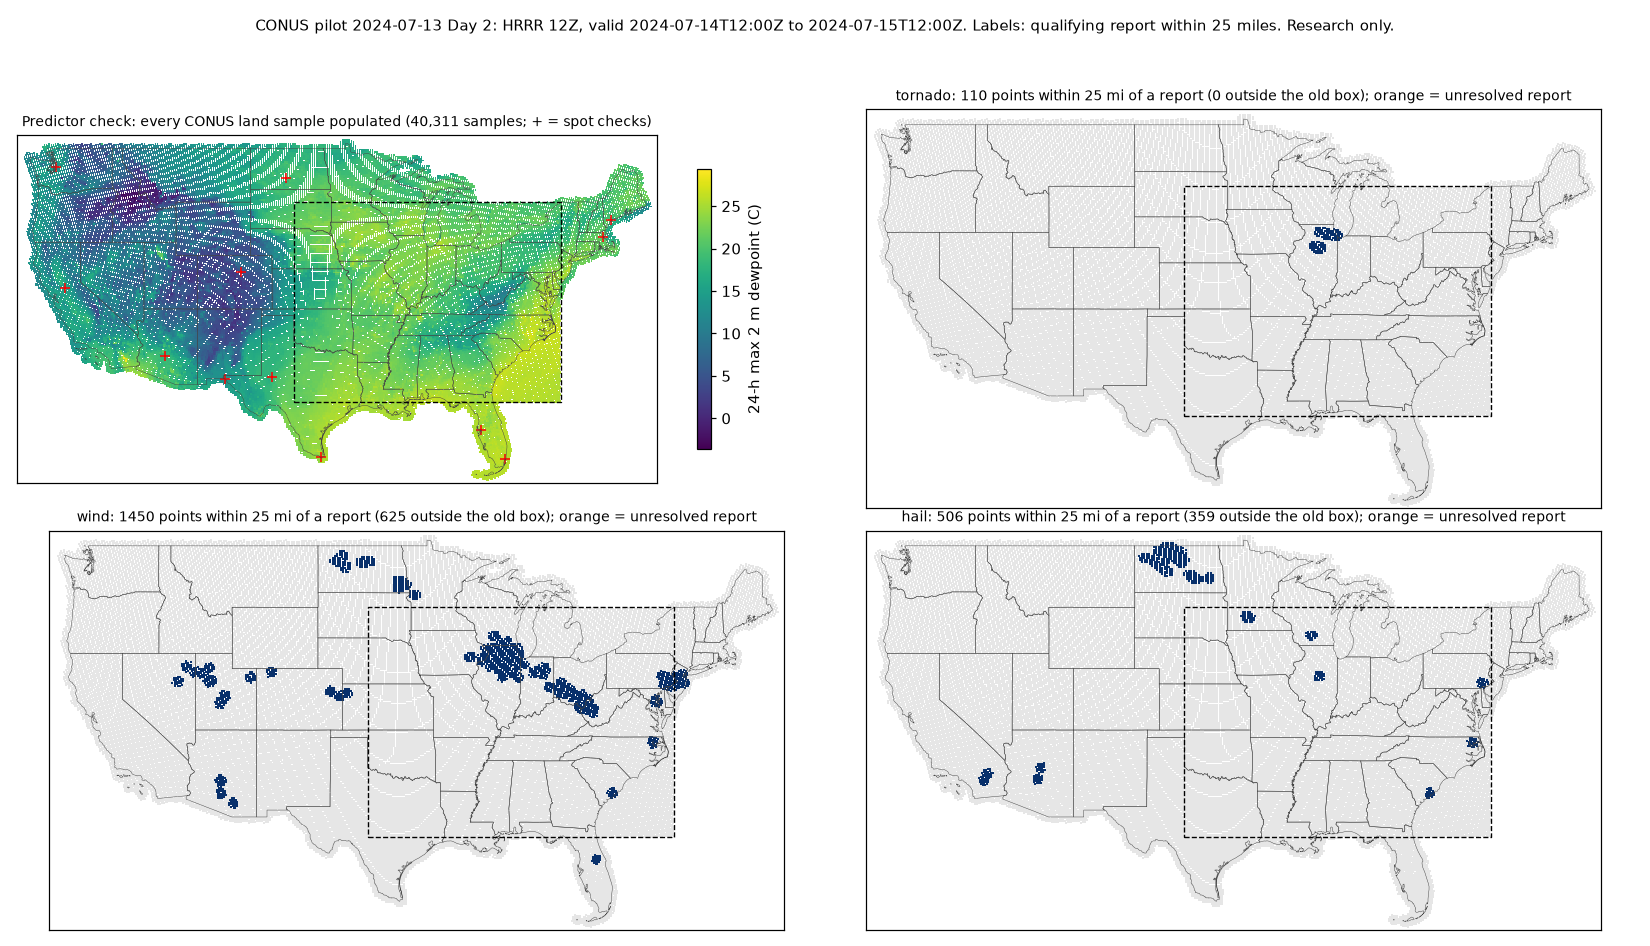 CONUS pilot 2024-07-13 Day 2: HRRR 12Z, valid 2024-07-14T12:00Z to 2024-07-15T12:00Z. Labels: qualifying report within 25 miles. Research only.
Predictor check: every CONUS land sample populated (40,311 samples; + = spot checks)
25
20
15
10
5
0
24-h max 2 m dewpoint (C)
tornado: 110 points within 25 mi of a report (0 outside the old box); orange = unresolved report
wind: 1450 points within 25 mi of a report (625 outside the old box); orange = unresolved report
hail: 506 points within 25 mi of a report (359 outside the old box); orange = unresolved report